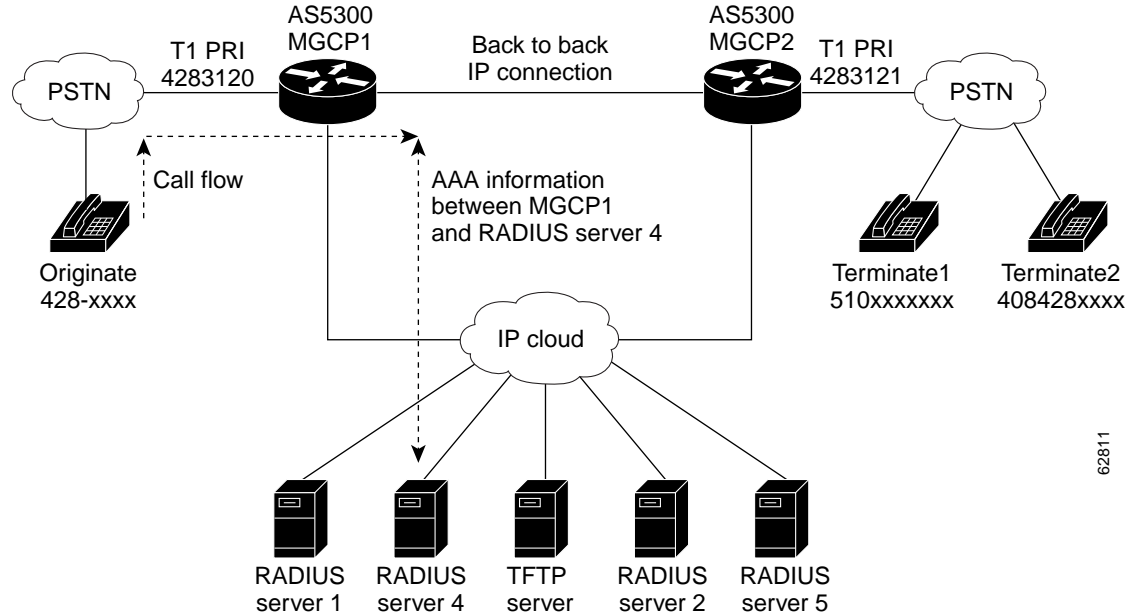 AS5300
MGCP1
AS5300
MGCP2
T1 PRI
4283120
Back to back
IP connection
T1 PRI
4283121
PSTN
PSTN
Call flow
AAA information
between MGCP1
and RADIUS server 4
Originate
428-xxxx
Terminate1
510xxxxxxx
Terminate2
408428xxxx
IP cloud
62811
RADIUS
server 1
RADIUS
server 4
TFTP
server
RADIUS
server 2
RADIUS
server 5